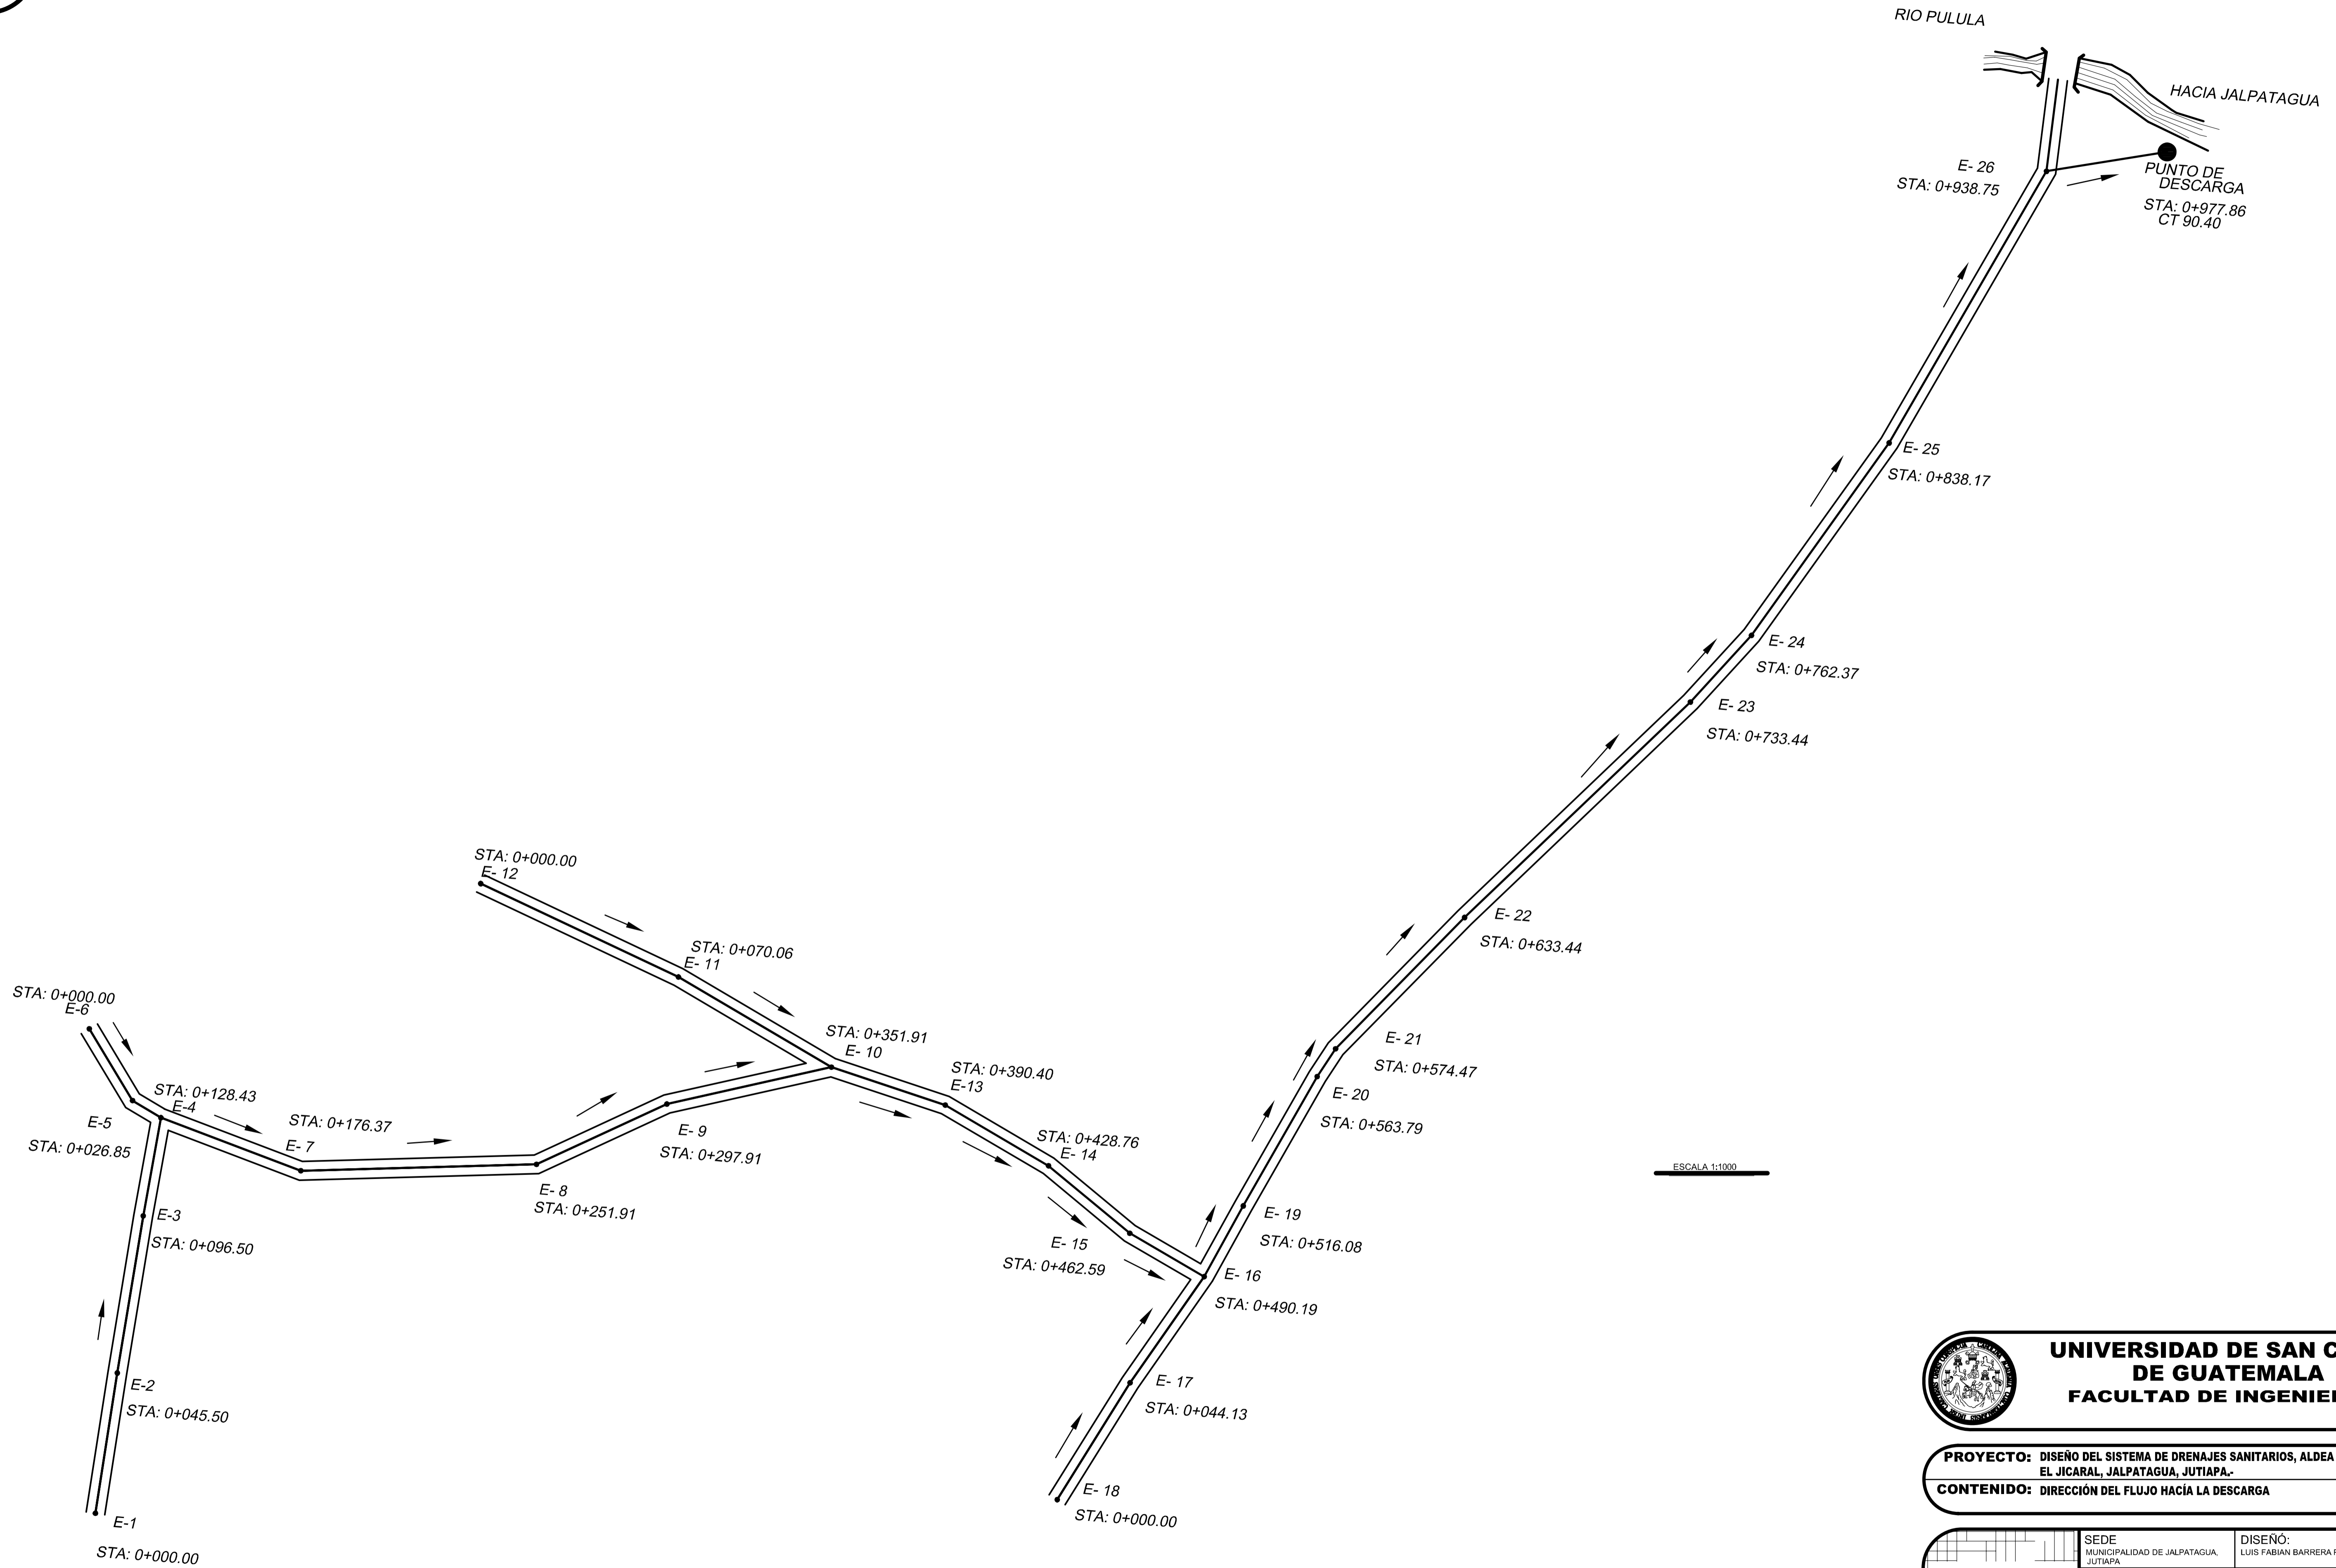 RIO PULULA
HACIA JALPATAGUA
E- 26
STA: 0+938.75
PUNTO DE
DESCARGA
STA: 0+977.86
CT 90.40
E- 25
STA: 0+838.17
E- 24
STA: 0+762.37
E- 23
STA: 0+733.44
STA: 0+000.00
E- 12
E- 22
STA: 0+633.44
STA: 0+070.06
E- 11
STA: 0+000.00
E-6
STA: 0+351.91
E- 10
E- 21
STA: 0+574.47
STA: 0+390.40
E-13
STA: 0+128.43
E-4
E-5
STA: 0+026.85
STA: 0+176.37
E- 7
E- 9
STA: 0+297.91
STA: 0+428.76
E- 14
E- 20
STA: 0+563.79
ESCALA 1:1000
E- 8
STA: 0+251.91
E-3
STA: 0+096.50
E- 19
STA: 0+516.08
E- 15
STA: 0+462.59
E- 16
STA: 0+490.19
E-2
STA: 0+045.50
E- 17
STA: 0+044.13
E- 18
STA: 0+000.00
E-1
STA: 0+000.00
UNIVERSIDAD DE SAN C
DE GUATEMALA
FACULTAD DE INGENIE
PROYECTO: DISEÑO DEL SISTEMA DE DRENAJES SANITARIOS, ALDEA
EL JICARAL, JALPATAGUA, JUTIAPA.-
CONTENIDO: DIRECCIÓN DEL FLUJO HACÍA LA DESCARGA
SEDE
MUNICIPALIDAD DE JALPATAGUA,
JUTIAPA
DISEÑÓ:
LUIS FABIAN BARRERA